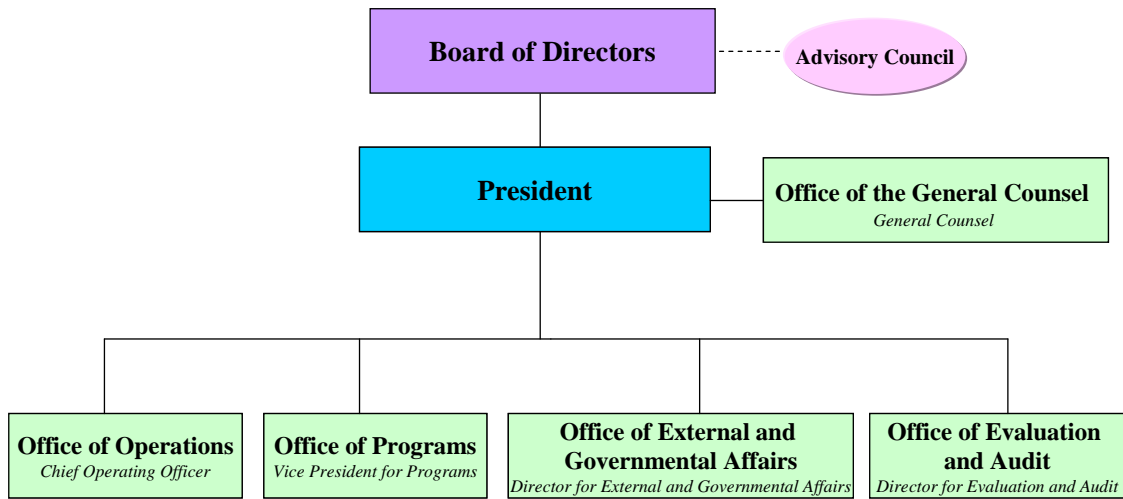 Board of Directors
Advisory Council
President
Office of the General Counsel
General Counsel
Office of Operations
Chief Operating Officer
Office of Programs
Vice President for Programs
Office of External and
Governmental Affairs
Director for External and Governmental Affairs
Office of Evaluation
and Audit
Director for Evaluation and Audit